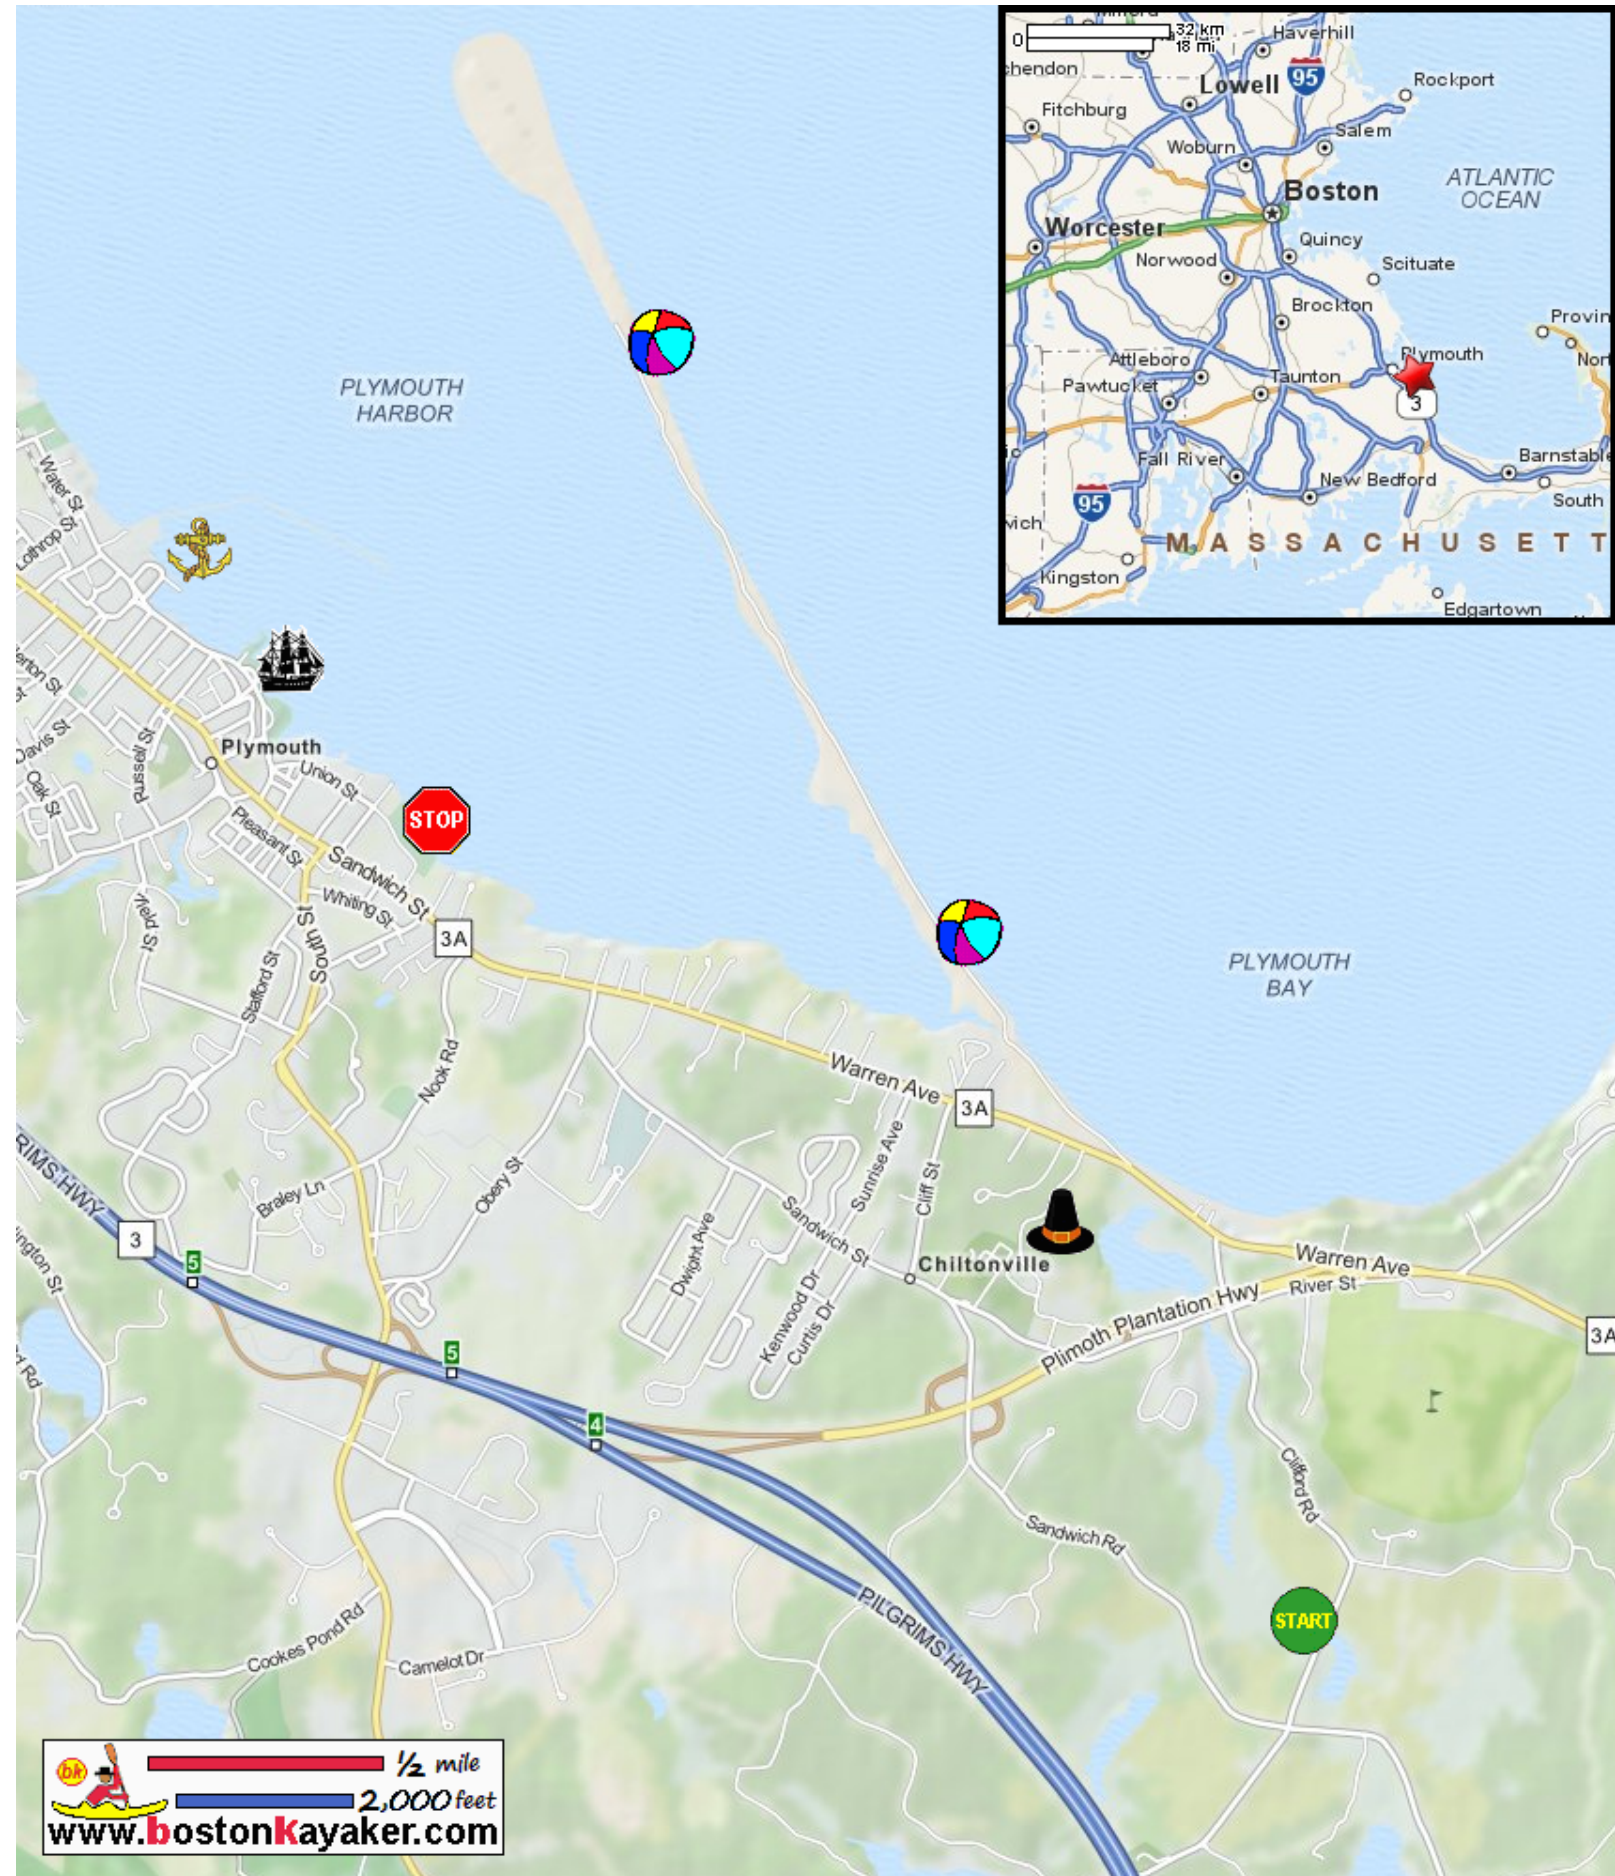 PLYMOUTH
HARBOR
Water St
Lothrop St
Davis St
Oak St
Russell St
Plymouth
Union St
Pleasant St
STOP
Sandwich St
Whiting St
South St
3A
Stafford St
Nook Rd
PLYMOUTH
BAY
Warren Ave
3A
Sunrise Ave
Cliff St
Obery St
Braley Ln
Dwight Ave
Sandwich St
Chiltonville
Kenwood Dr
Curtis Dr
3
5
5
4
Plimoth Plantation Hwy
Warren Ave
River St
3A
Clifford Rd
Sandwich Rd
START
PILGRIMS HWY
Cookes Pond Rd
Camelot Dr
bk
½ mile
2,000 feet
www.bostonkayaker.com
0
32 km
18 mi
Haverhill
95
Rockport
Lowell
Fitchburg
Salem
Woburn
ATLANTIC
OCEAN
Boston
Worcester
Quincy
Norwood
Scituate
Brockton
Plymouth
Attleboro
Taunton
Pawtucket
3
Fall River
New Bedford
Barnstable
South
95
MASSACHUSETT
Kingston
Edgartown